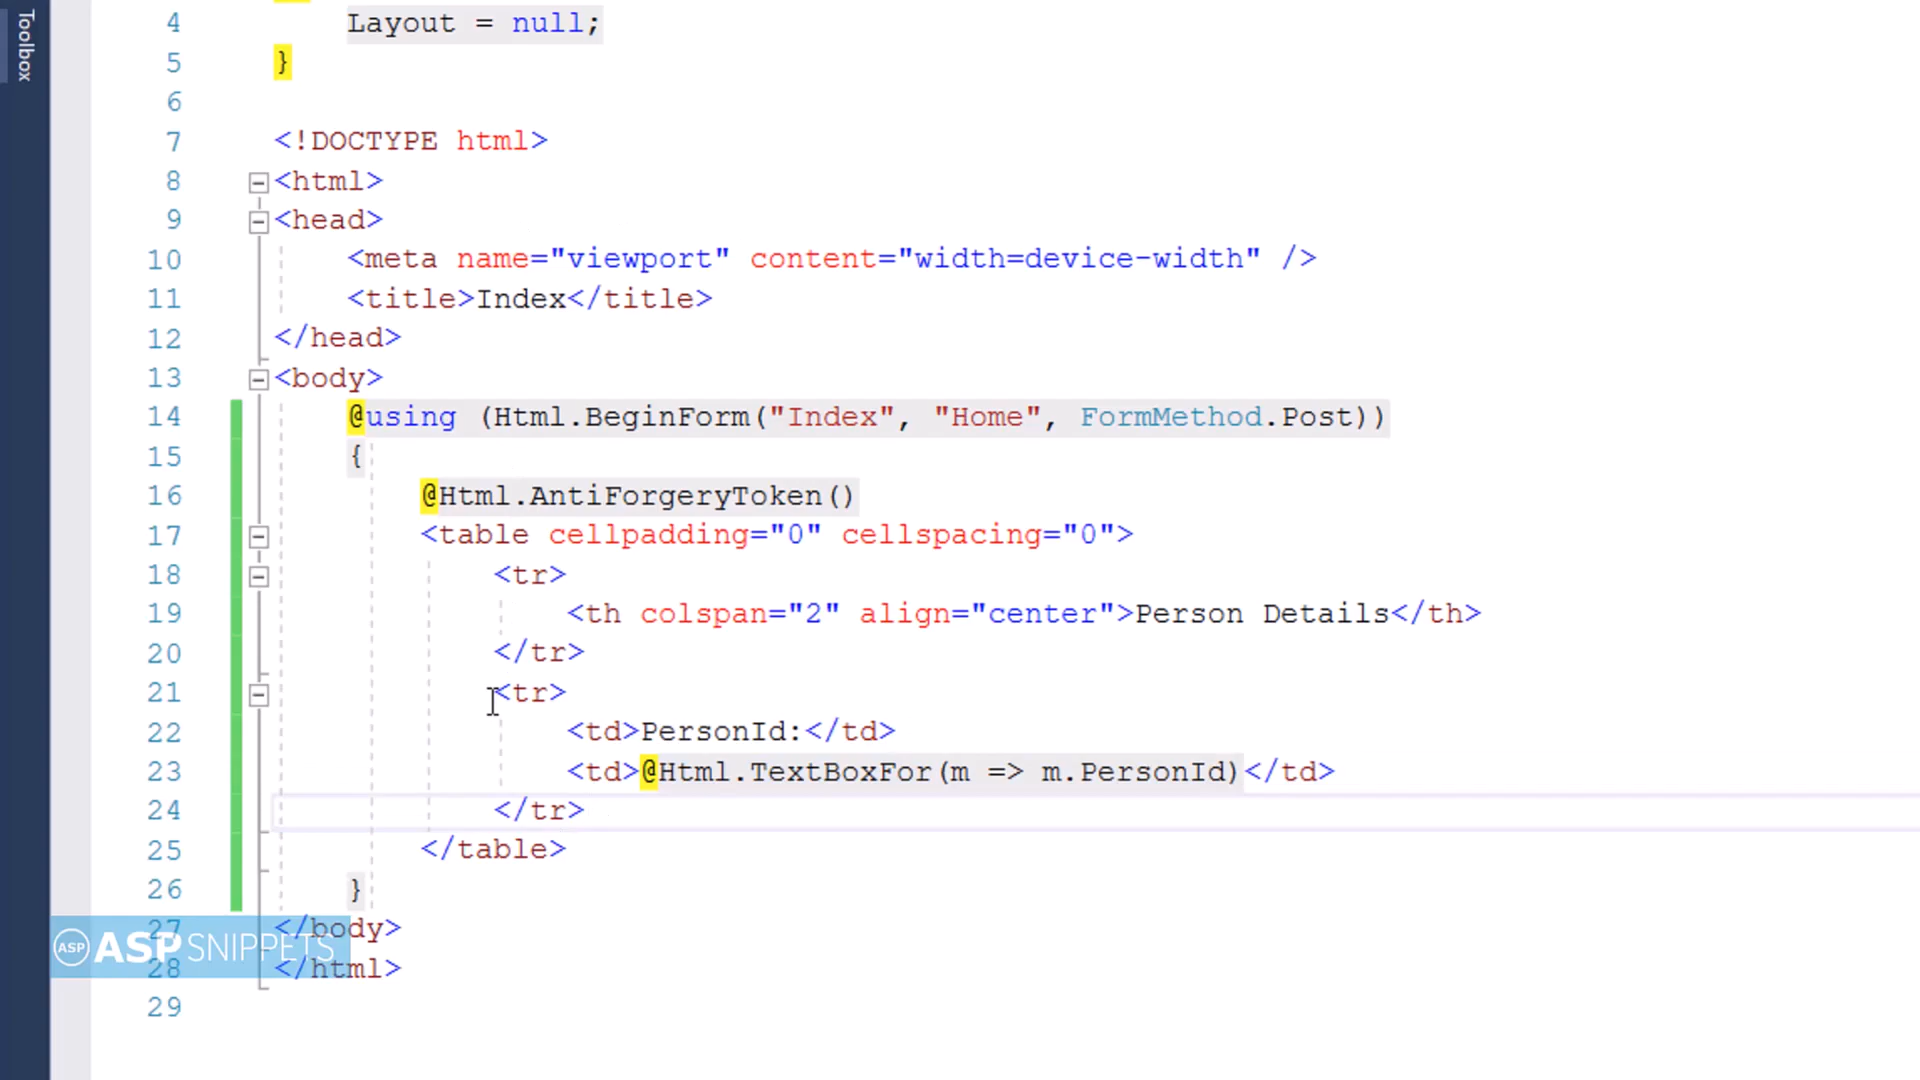 Toolbox
4 Layout = null;
5 }
6
7 <!DOCTYPE html>
8 <html>
9 <head>
10 <meta name="viewport" content="width=device-width" />
11 <title>Index</title>
12 </head>
13 <body>
14 @using (Html.BeginForm("Index", "Home", FormMethod.Post))
15 {
16 @Html.AntiForgeryToken()
17 <table cellpadding="0" cellspacing="0">
18 <tr>
19 <th colspan="2" align="center">Person Details</th>
20 </tr>
21 <tr>
22 <td>PersonId:</td>
23 <td>@Html.TextBoxFor(m => m.PersonId)</td>
24 </tr>
25 </table>
26 }
27 </body>
ASP ASPSNIPPETS
28 </html>
29